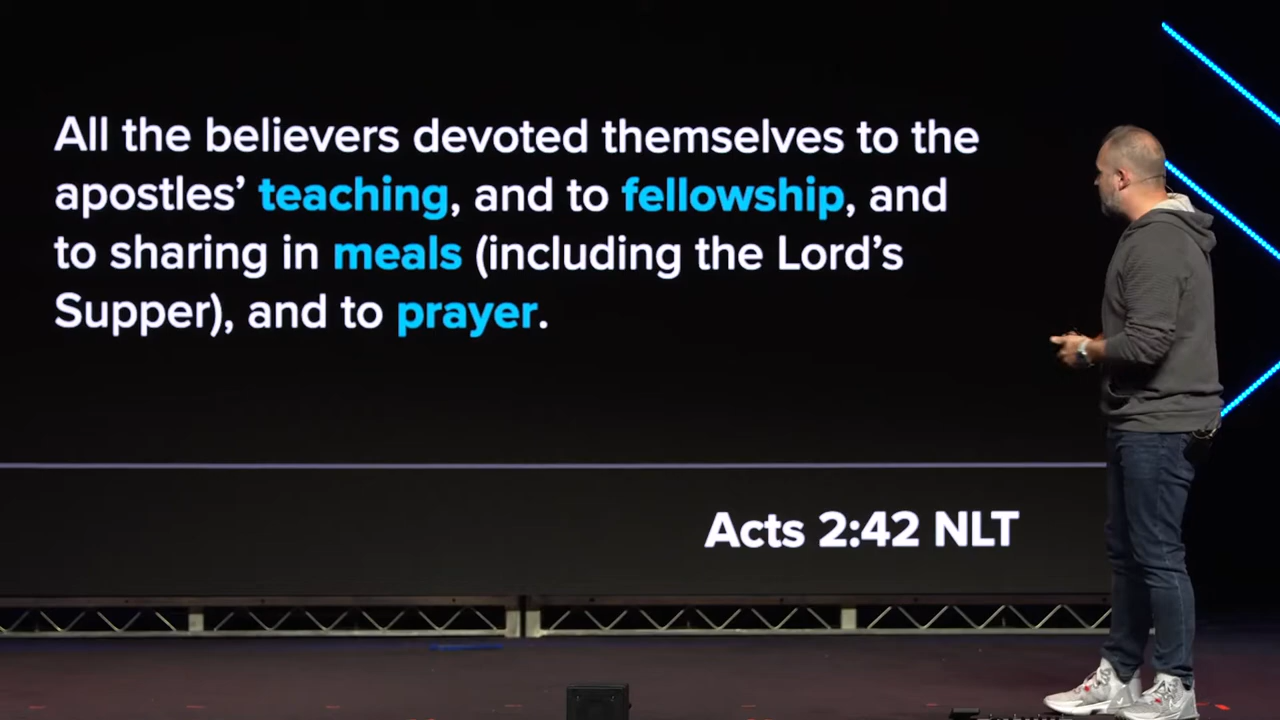 All the believers devoted themselves to the
apostles’ teaching, and to fellowship, and
to sharing in meals (including the Lord’s
Supper), and to prayer.
Acts 2:42 NLT